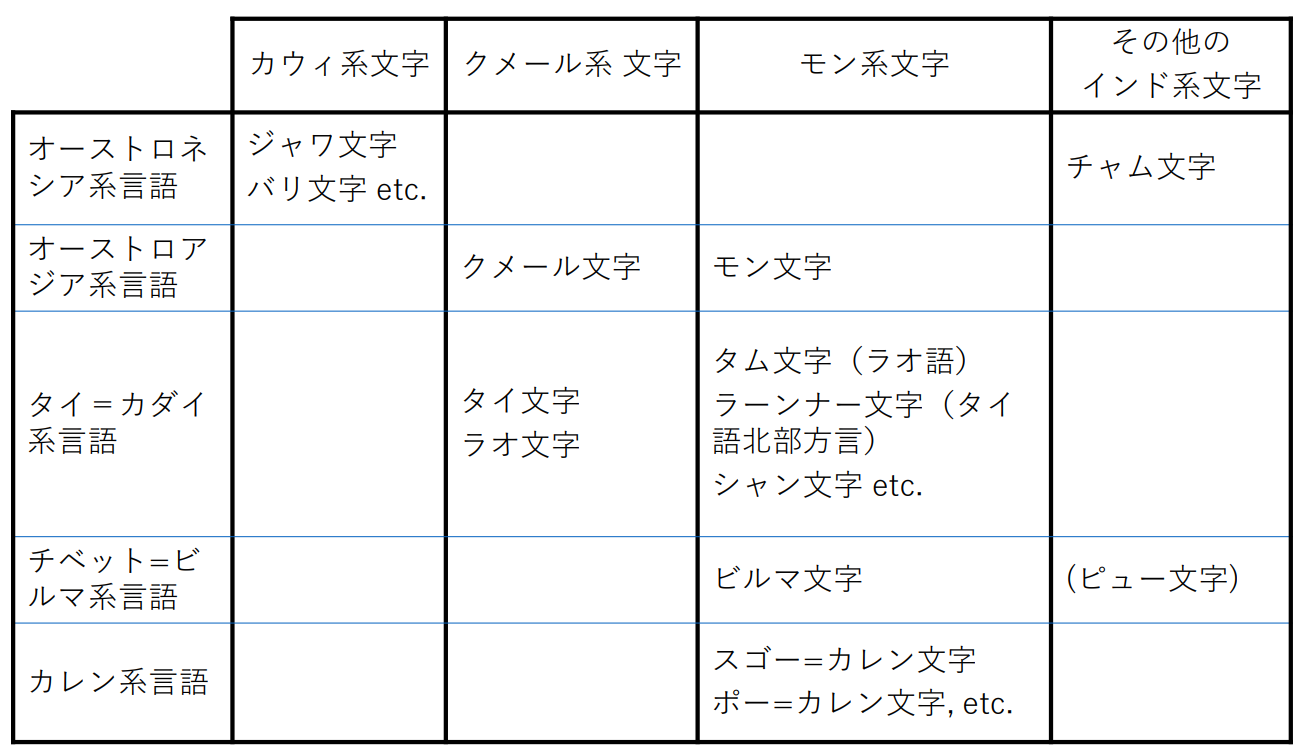 カウィ系文字
クメール系 文字
モン系文字
その他の
インド系文字
オーストロネ
シア系言語
ジャワ文字
バリ文字 etc.
チャム文字
オーストロア
ジア系言語
クメール文字
モン文字
タイ＝カダイ
系言語
タイ文字
ラオ文字
タム文字（ラオ語）
ラーンナー文字（タイ
語北部方言）
シャン文字 etc.
チベット=ビ
ルマ系言語
ビルマ文字
(ピュー文字)
カレン系言語
スゴー=カレン文字
ポー=カレン文字, etc.